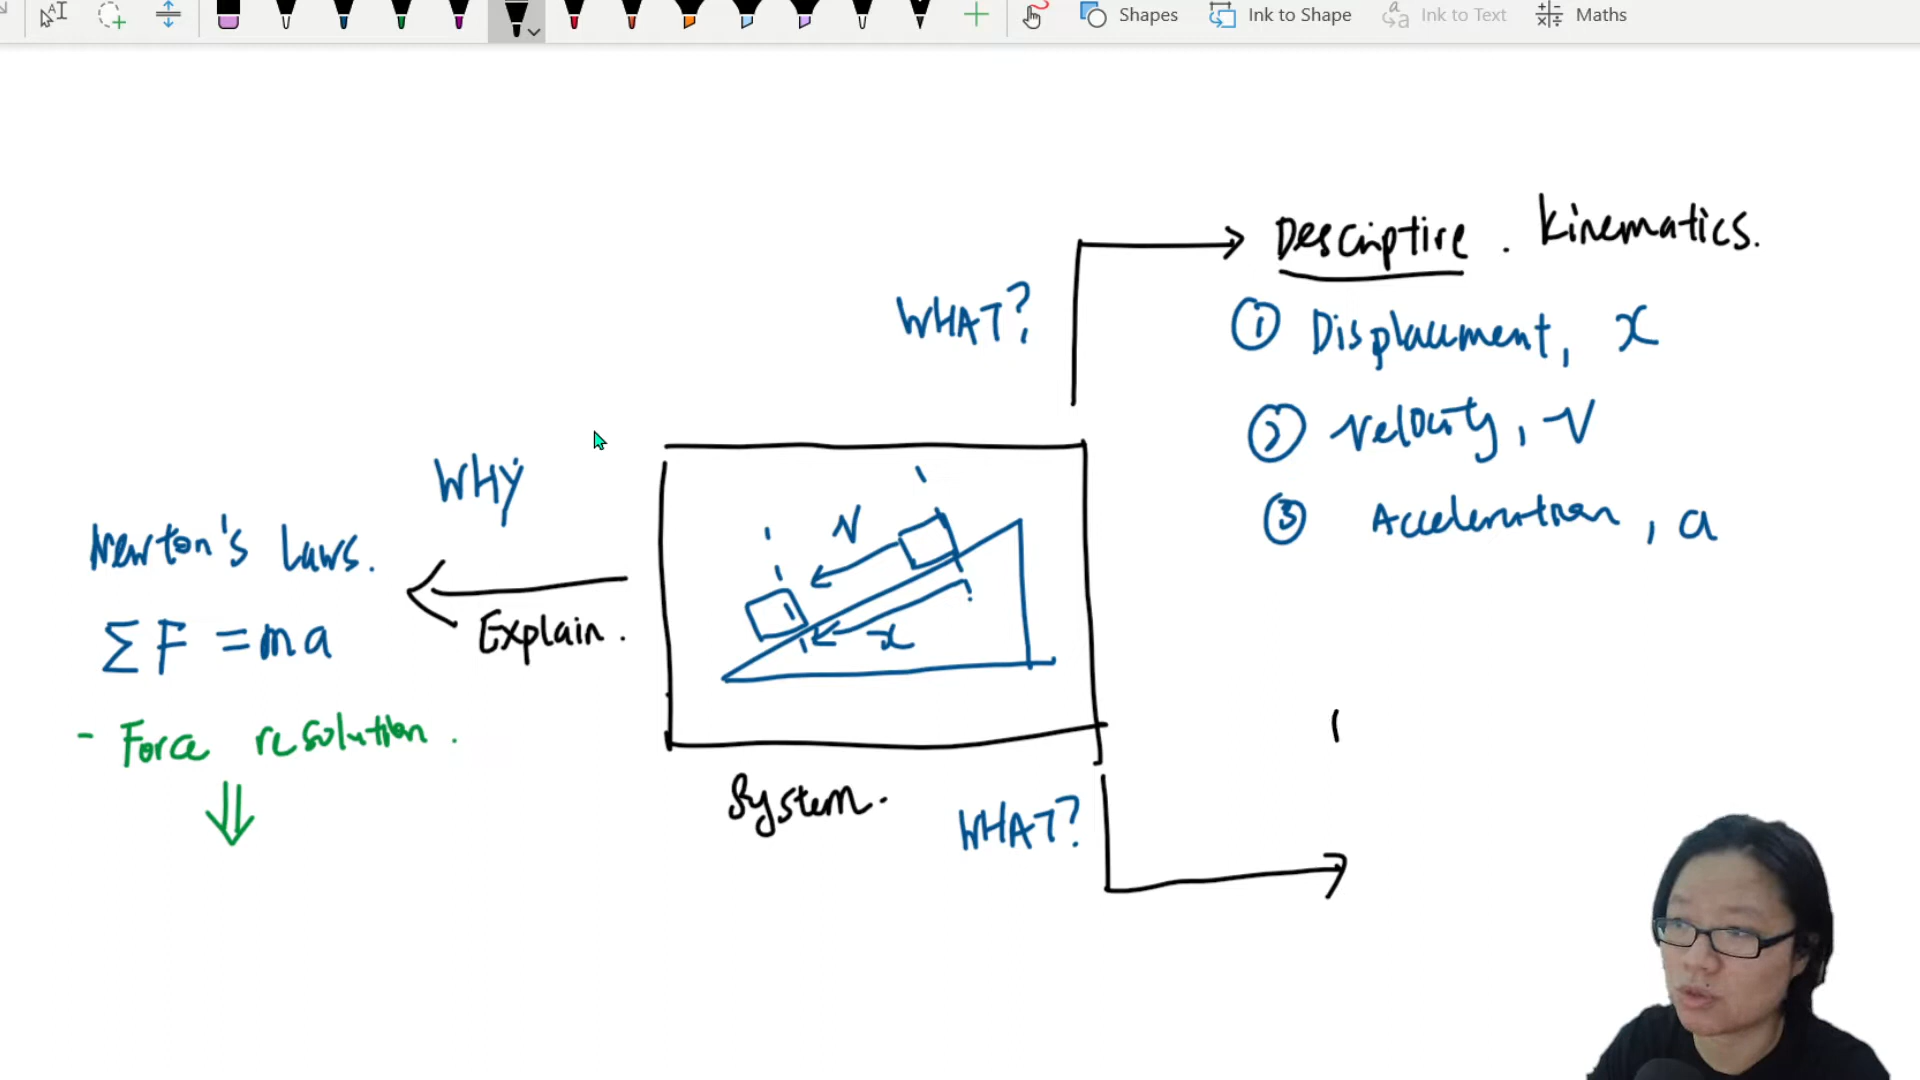 Shapes
Ink to Shape
Ink to Text
Maths
Descriptive . Kinematics.
WHAT?
① Displacement, x
② Velocity, v
③ Acceleration, a
WHY
Newton's Laws.
Explain.
ΣF = ma
- Force resolution.
v
x
System.
WHAT?